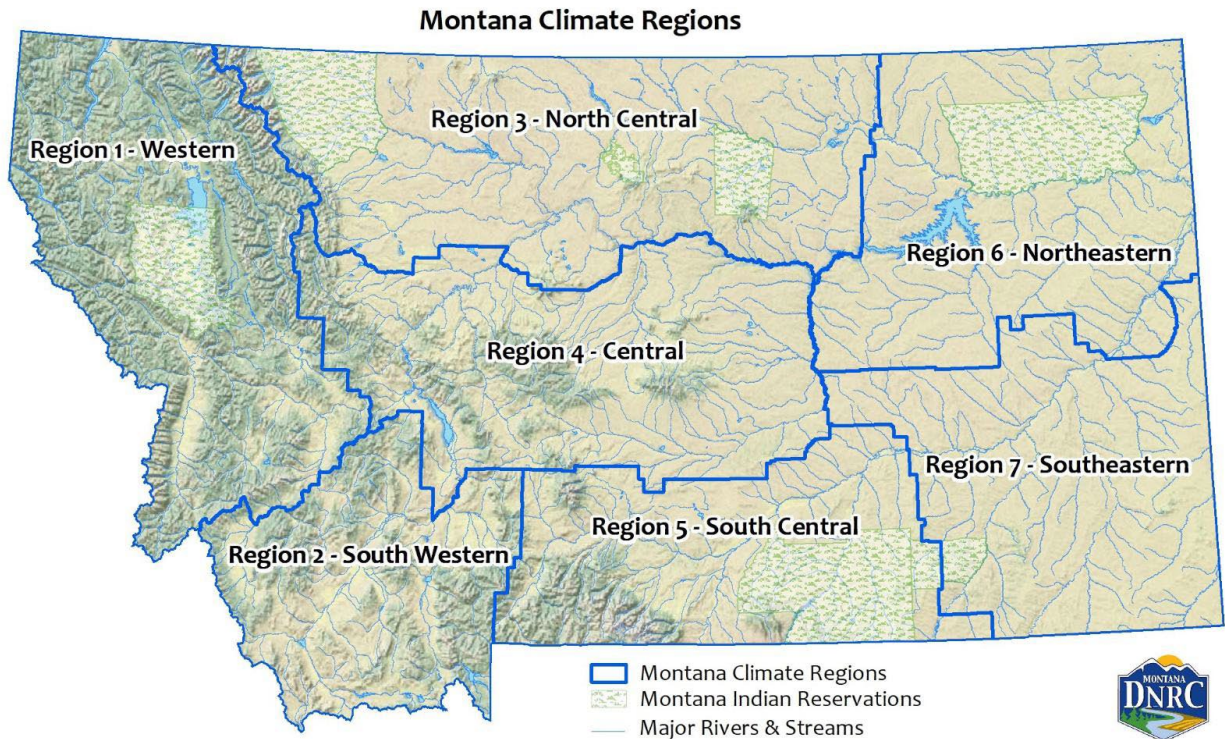 Montana Climate Regions
Region 3 - North Central
Region 1 - Western
Region 6 - Northeastern
Region 4 - Central
Region 7 - Southeastern
Region 5 - South Central
Region 2 - South Western
Montana Climate Regions
Montana Indian Reservations
Major Rivers & Streams
MONTANA
DNRC